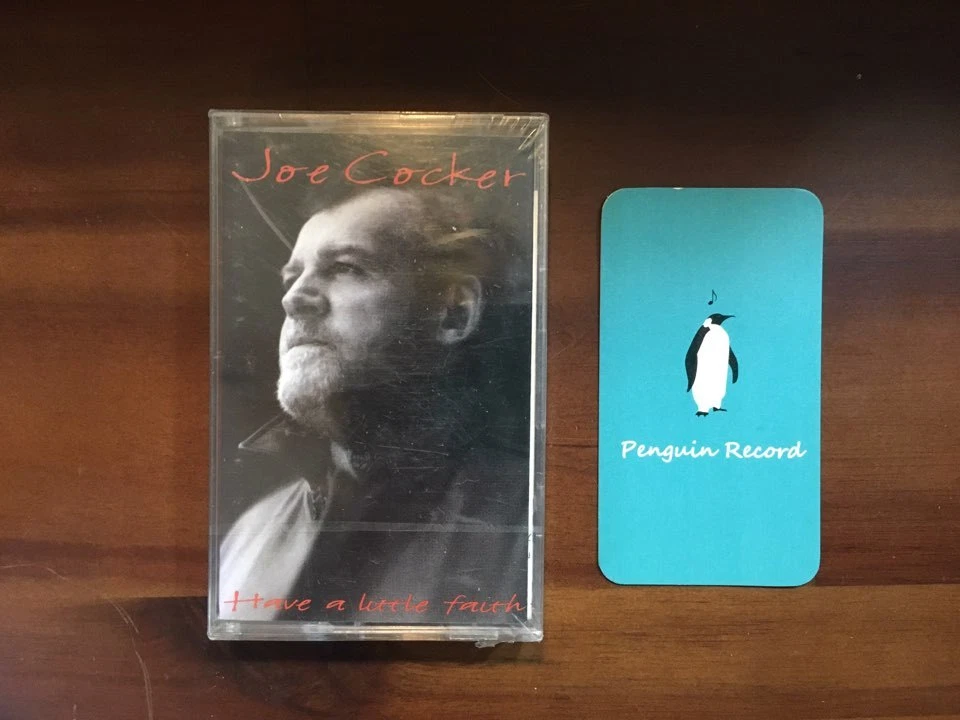 Joe Cocker
Have a little faith
Penguin Record